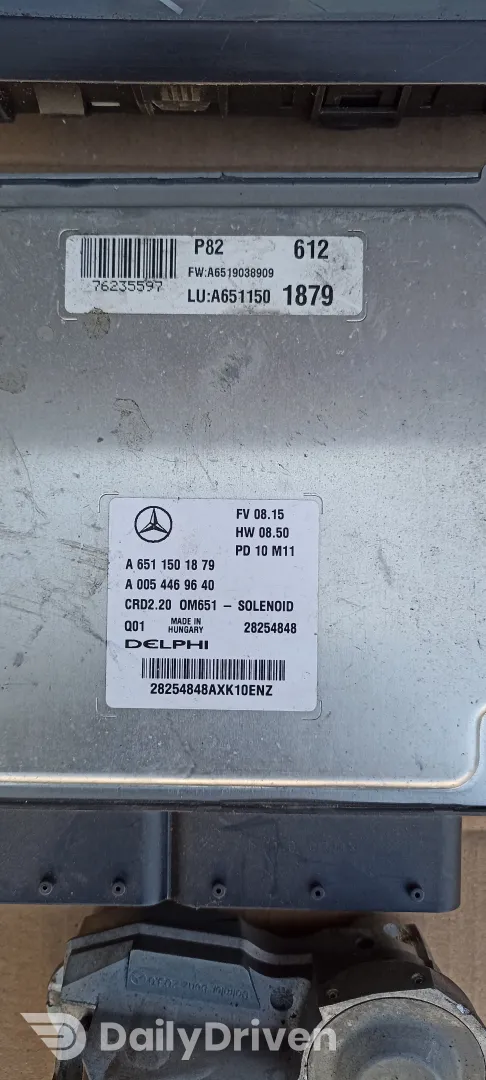 P82 612
FW:A6519038909
76235597
LU:A651150 1879
FV 08.15
HW 08.50
PD 10 M11
A 651 150 18 79
A 005 446 96 40
CRD2.20 OM651 – SOLENOID
Q01 MADE IN HUNGARY 28254848
DELPHI
28254848AXK10ENZ
DailyDriven